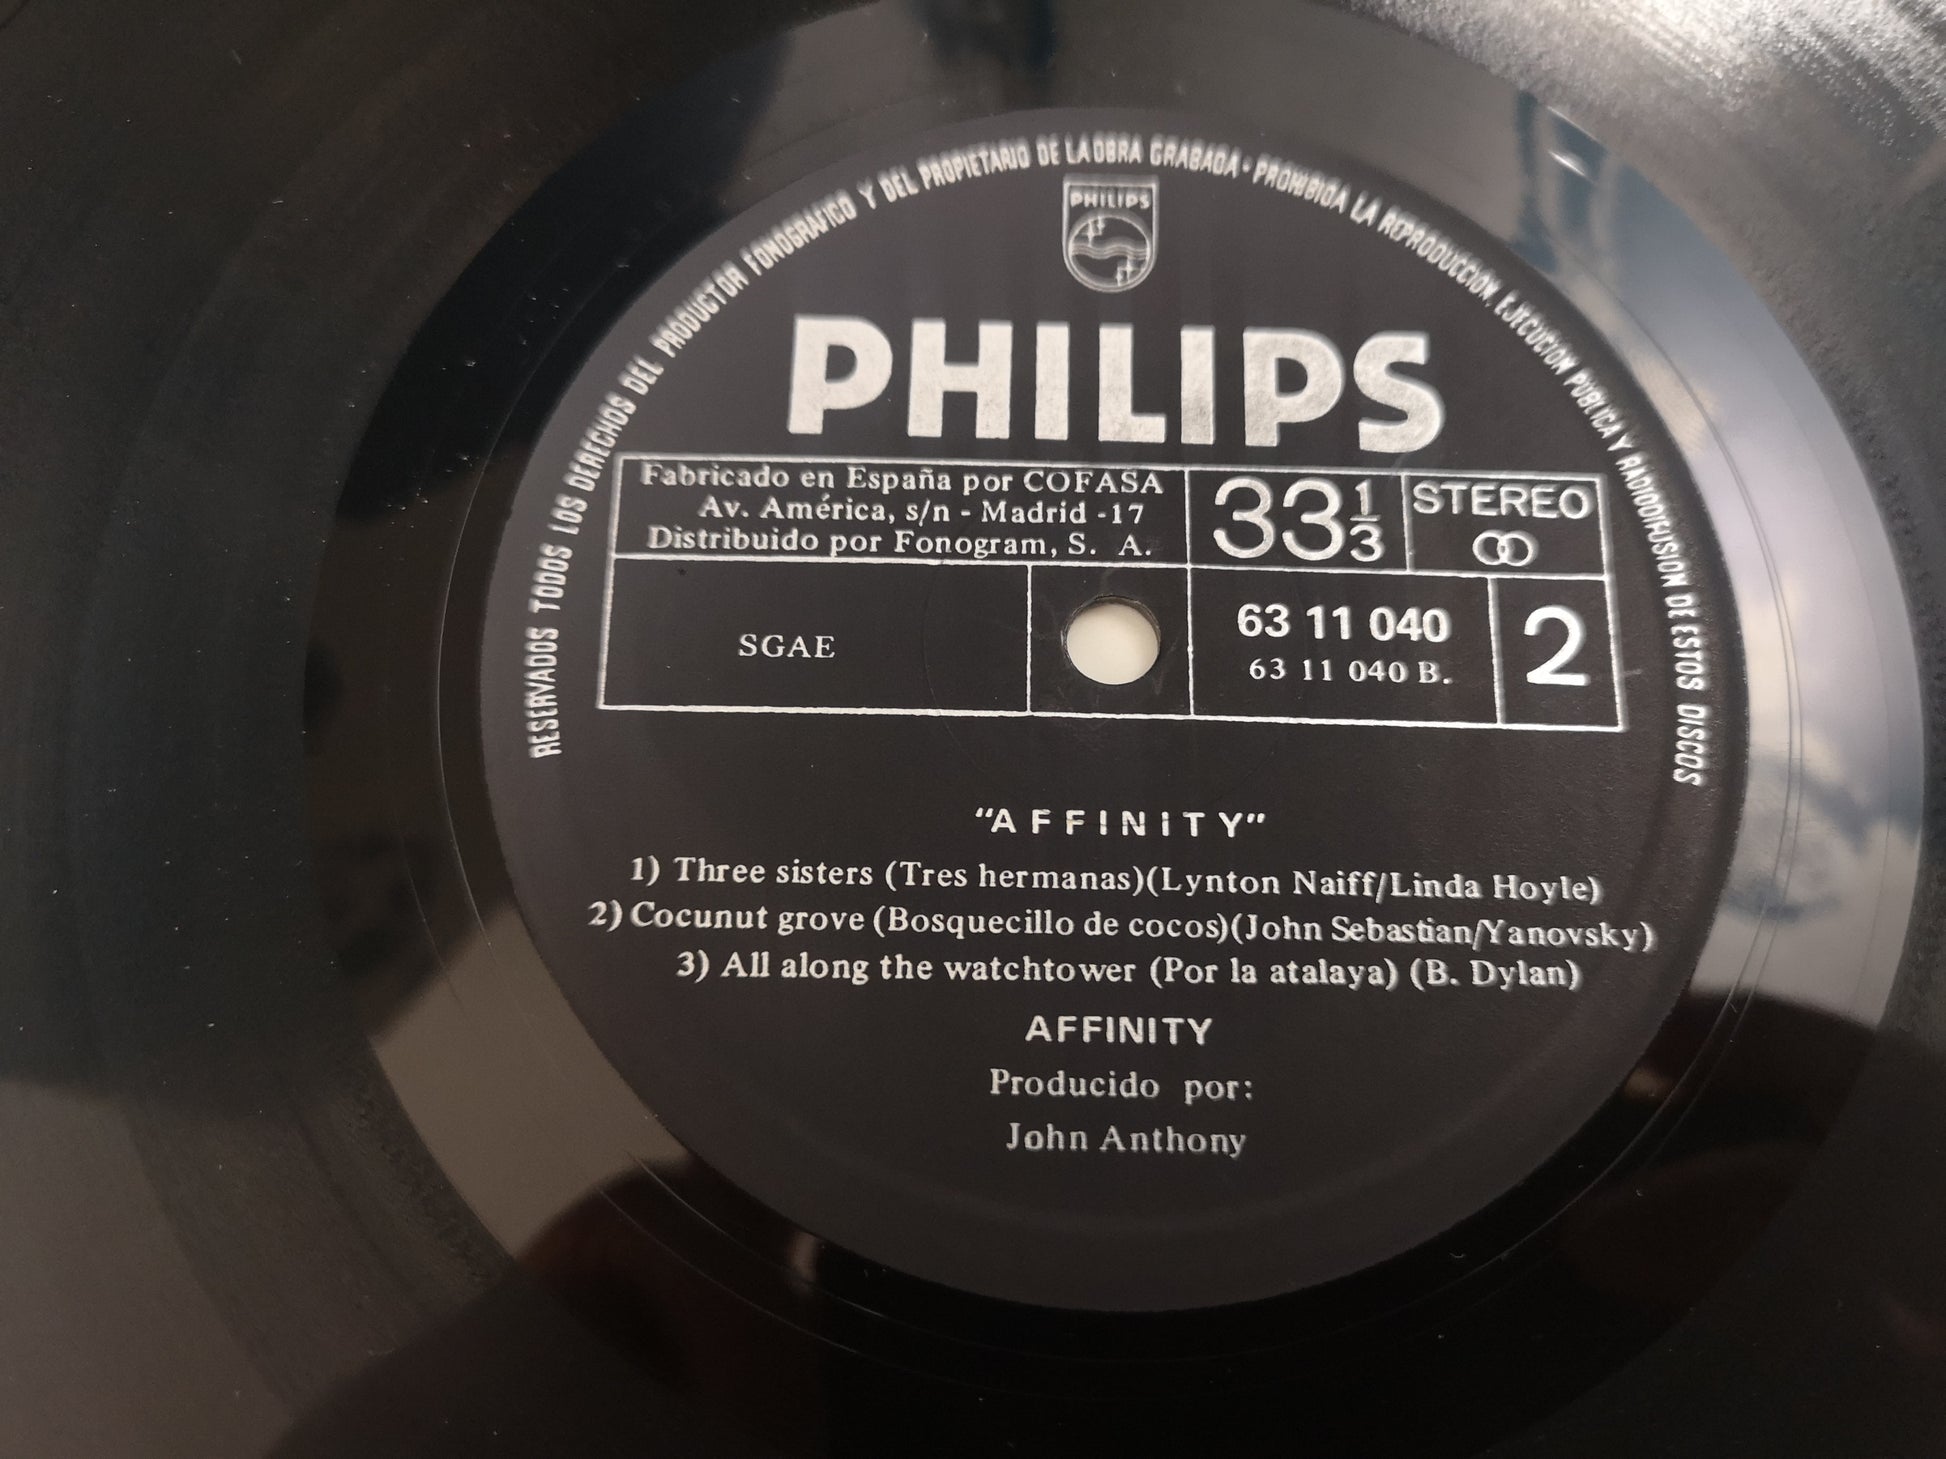 RESERVADOS TODOS LOS DERECHOS DEL PRODUCTOR FONOGRAFICO Y DEL PROPIETARIO DE LA OBRA GRABADA · PROHIBIDA LA REPRODUCCION, EJECUCION PUBLICA Y RADIODIFUSION DE ESTOS DISCOS
PHILIPS
PHILIPS
Fabricado en España por COFASA
Av. América, s/n - Madrid -17
Distribuido por Fonogram, S. A.
33 1/3
STEREO
SGAE
63 11 040
63 11 040 B.
2
"AFFINITY"
1) Three sisters (Tres hermanas)(Lynton Naiff/Linda Hoyle)
2) Cocunut grove (Bosquecillo de cocos)(John Sebastian/Yanovsky)
3) All along the watchtower (Por la atalaya) (B. Dylan)
AFFINITY
Producido por:
John Anthony